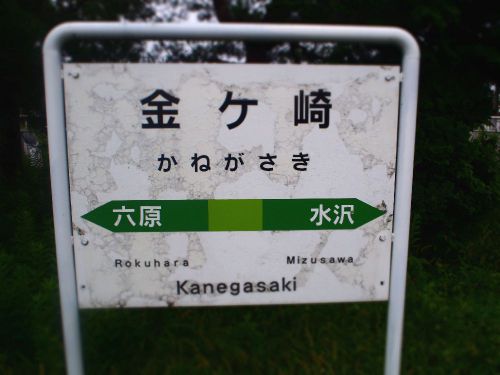 金ケ崎
かねがさき
六原 水沢
Rokuhara Mizusawa
Kanegasaki